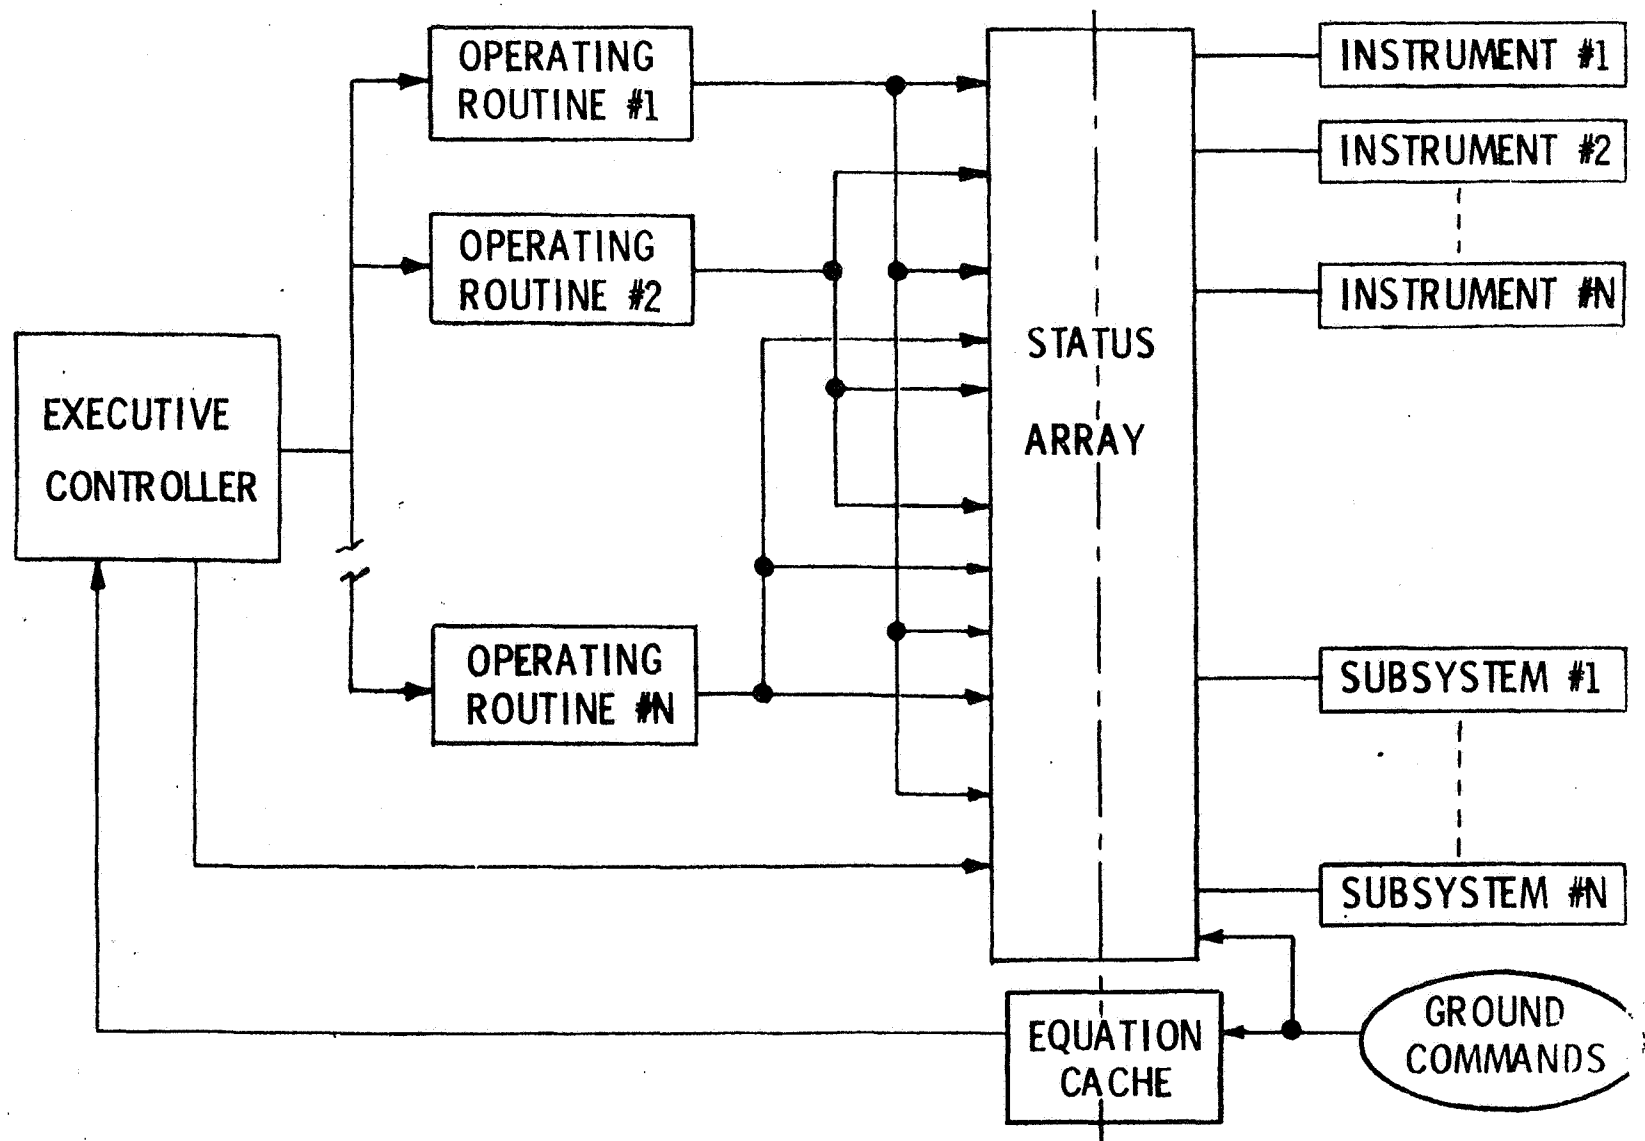 OPERATING
ROUTINE #1
OPERATING
ROUTINE #2
EXECUTIVE
CONTROLLER
OPERATING
ROUTINE #N
STATUS
ARRAY
INSTRUMENT #1
INSTRUMENT #2
INSTRUMENT #N
SUBSYSTEM #1
SUBSYSTEM #N
EQUATION
CACHE
GROUND
COMMANDS